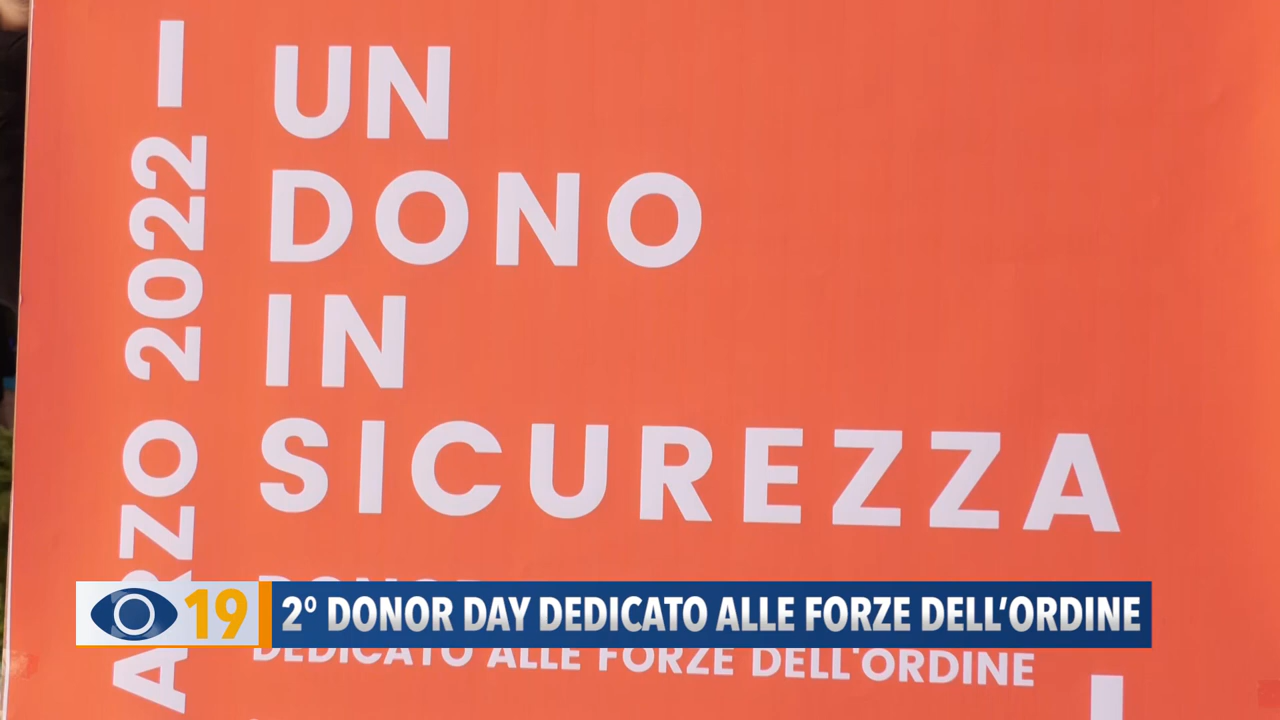 UN
DONO
IN
SICUREZZA
ARZO 2022
19
2º DONOR DAY DEDICATO ALLE FORZE DELL'ORDINE
DEDICATO ALLE FORZE DELL'ORDINE